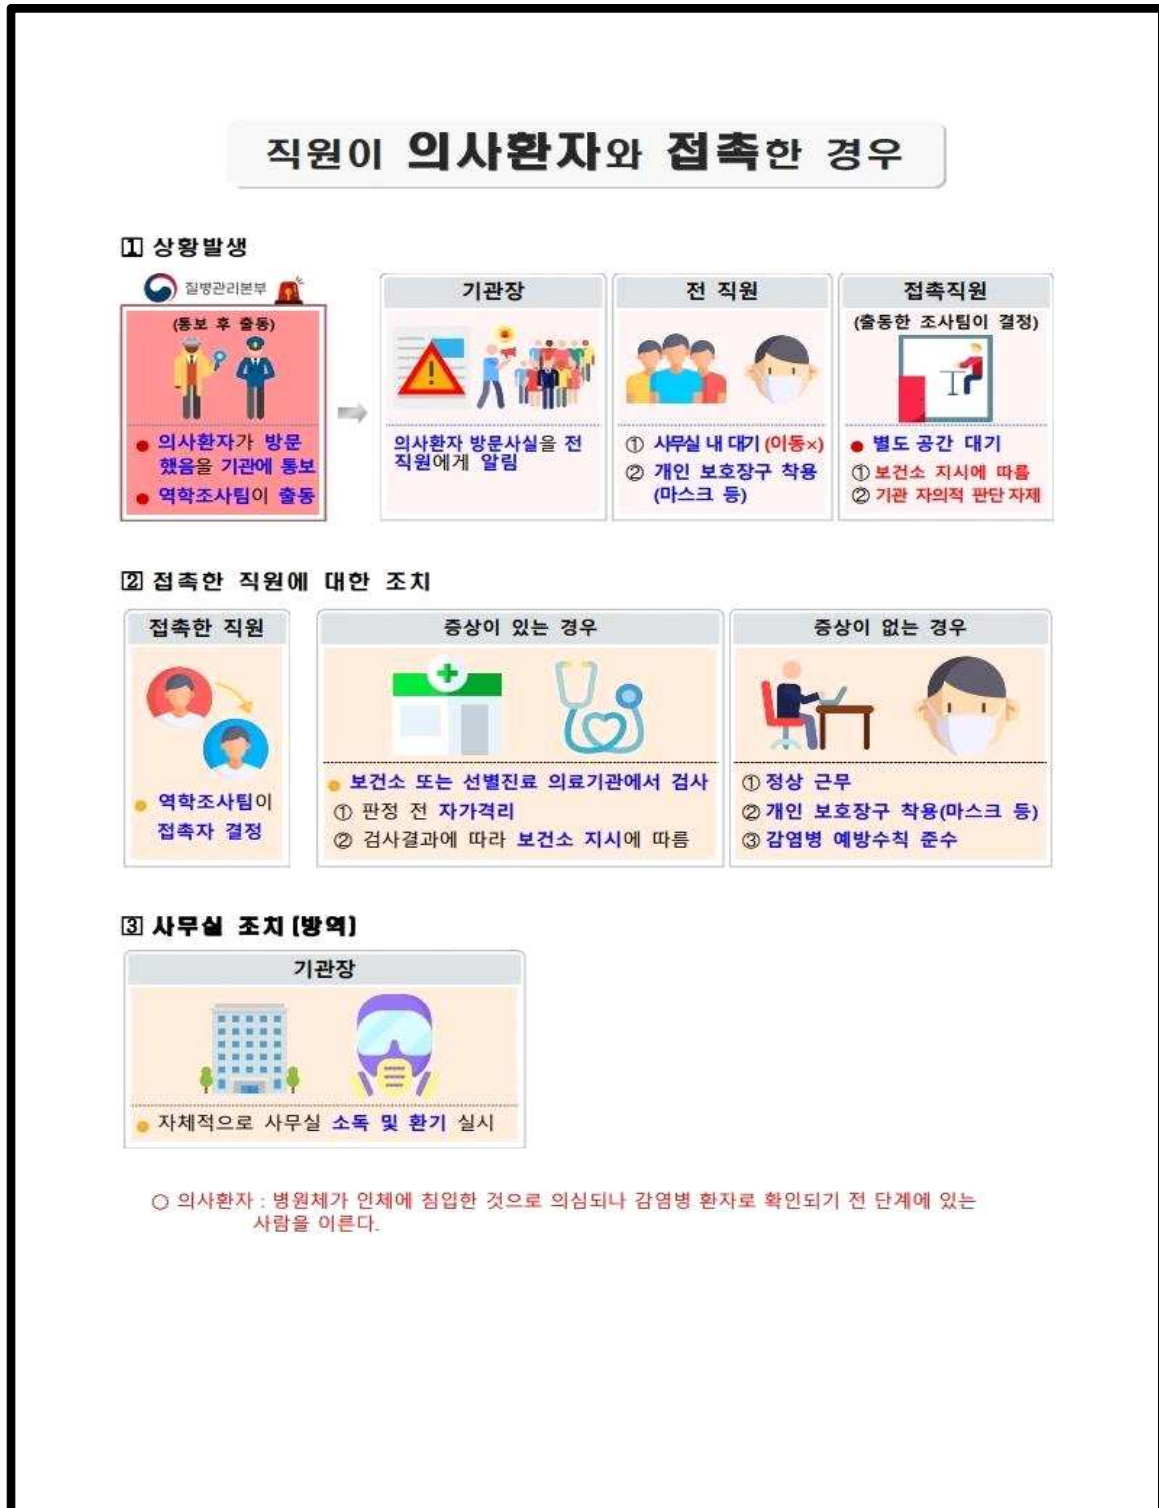 직원이 의사환자와 접촉한 경우
1 상황발생
질병관리본부
(통보 후 출동)
● 의사환자가 방문
했음을 기관에 통보
● 역학조사팀이 출동
기관장
의사환자 방문사실을 전
직원에게 알림
전 직원
① 사무실 내 대기 (이동×)
② 개인 보호장구 착용
(마스크 등)
접촉직원
(출동한 조사팀이 결정)
● 별도 공간 대기
① 보건소 지시에 따름
② 기관 자의적 판단 자제
2 접촉한 직원에 대한 조치
접촉한 직원
● 역학조사팀이
접촉자 결정
증상이 있는 경우
● 보건소 또는 선별진료 의료기관에서 검사
① 판정 전 자가격리
② 검사결과에 따라 보건소 지시에 따름
증상이 없는 경우
① 정상 근무
② 개인 보호장구 착용(마스크 등)
③ 감염병 예방수칙 준수
3 사무실 조치(방역)
기관장
● 자체적으로 사무실 소독 및 환기 실시
○ 의사환자 : 병원체가 인체에 침입한 것으로 의심되나 감염병 환자로 확인되기 전 단계에 있는
사람을 이른다.